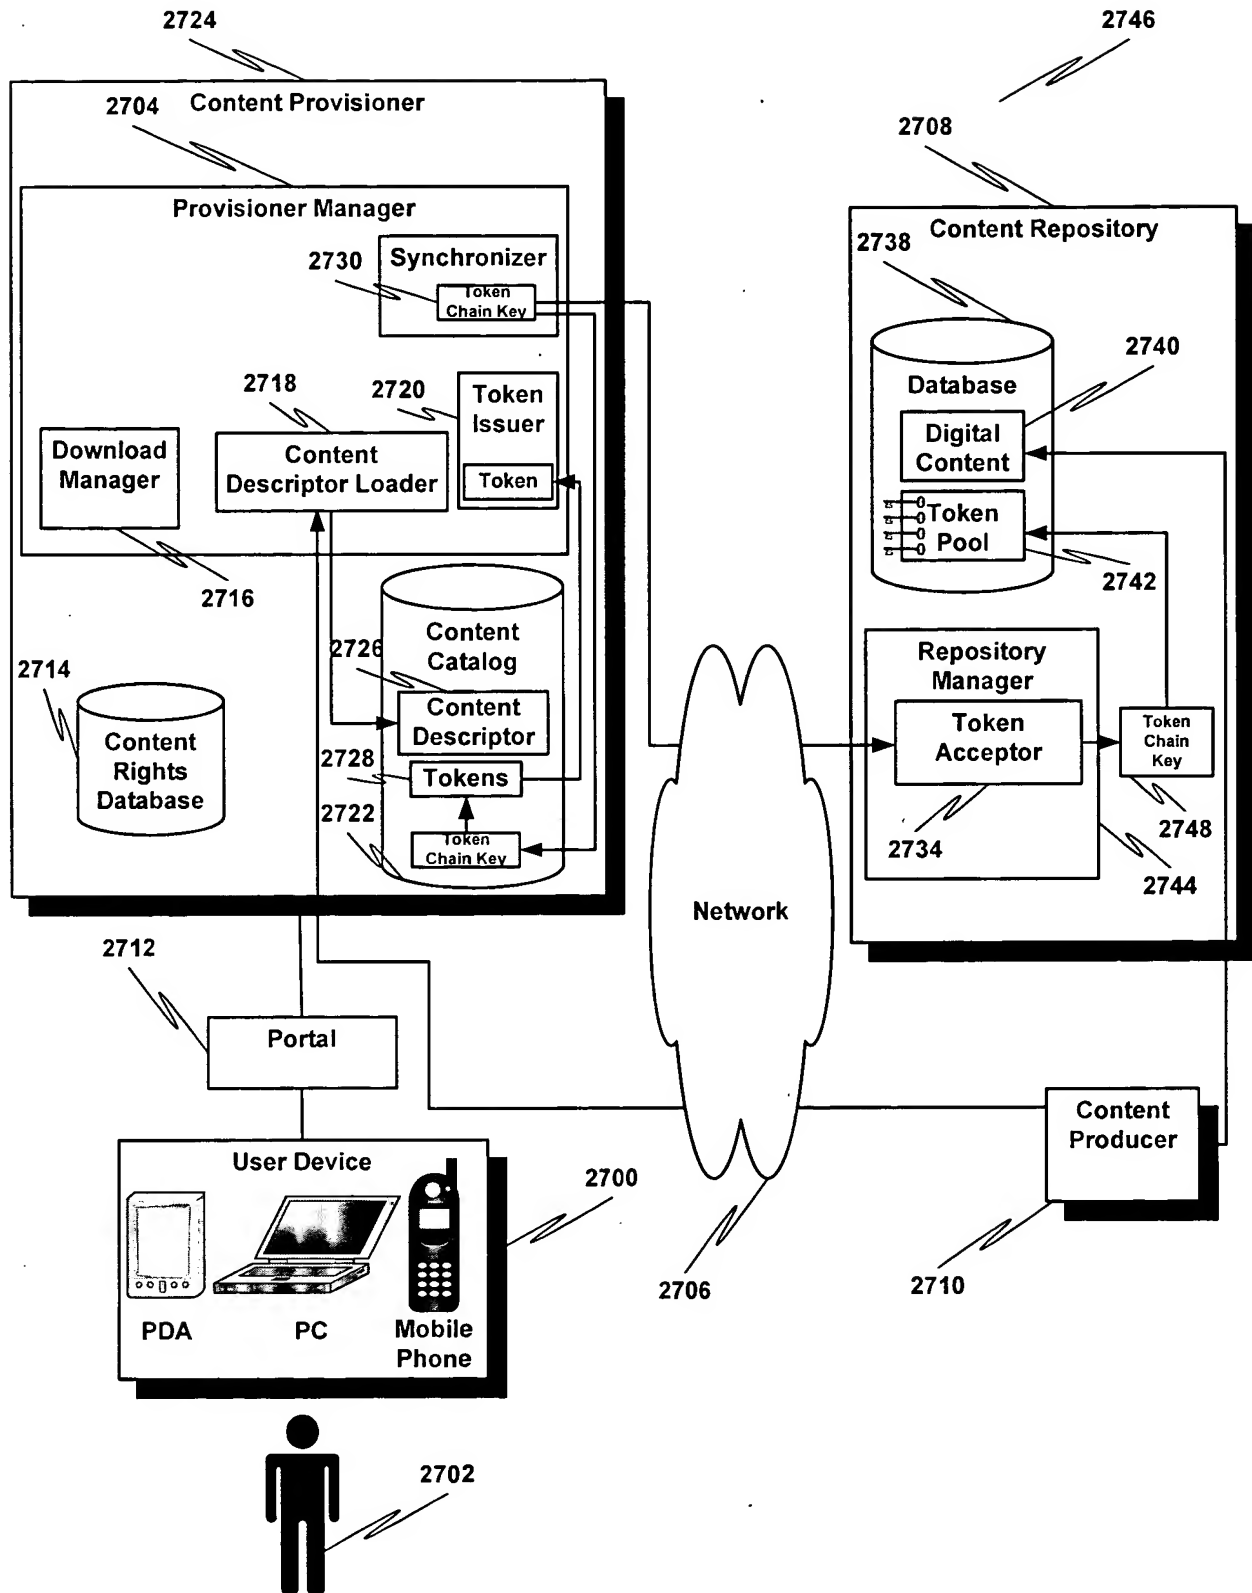 2724
2746
2704
Content Provisioner
2708
Provisioner Manager
Content Repository
2738
2730
Synchronizer
Token
Chain Key
2740
2718
2720
Token
Issuer
Database
Download
Manager
Content
Descriptor Loader
Token
Digital
Content
Token
Pool
2716
2742
Content
Catalog
2726
2714
Content
Descriptor
Repository
Manager
Token
Acceptor
Token
Chain
Key
Content
Rights
Database
2728
Tokens
2722
Token
Chain Key
2734
2748
2744
Network
2712
Portal
Content
Producer
User Device
2700
2706
2710
PDA
PC
Mobile
Phone
2702